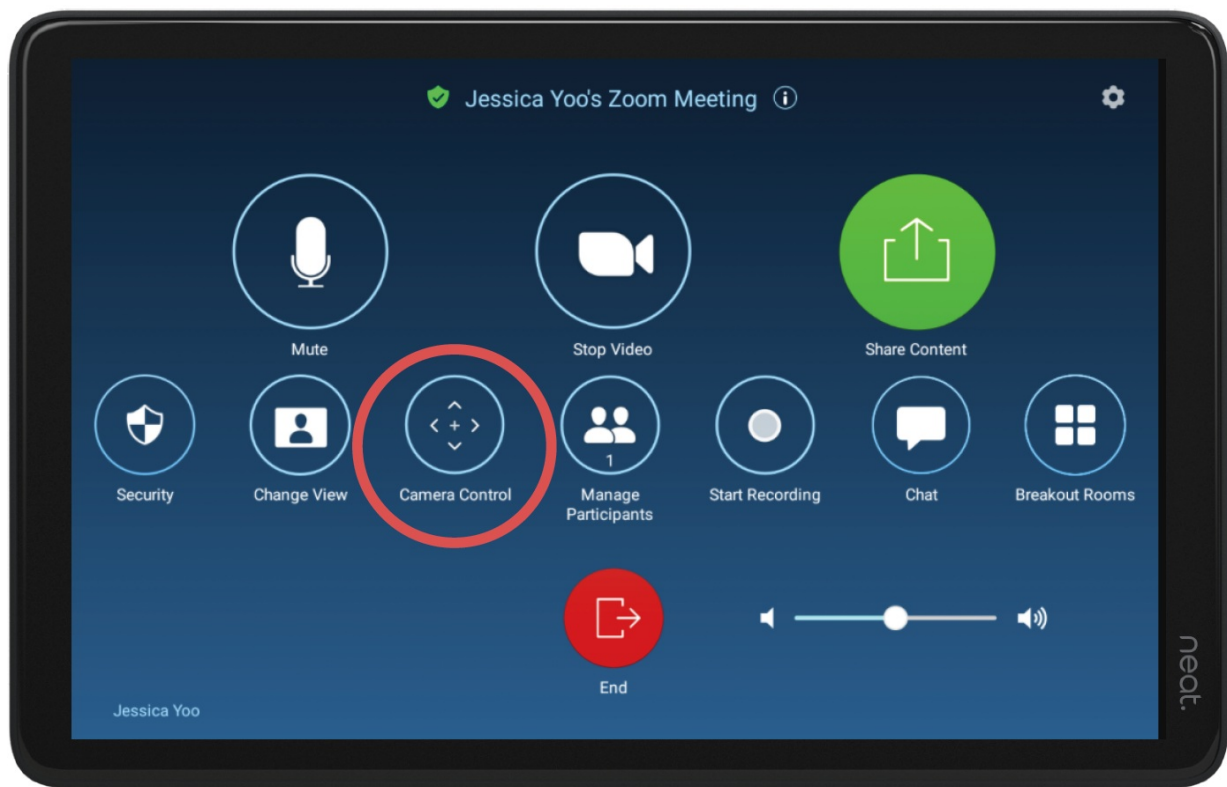 Jessica Yoo's Zoom Meeting
Mute
Stop Video
Share Content
1
Security
Change View
Camera Control
Manage
Participants
Start Recording
Chat
Breakout Rooms
End
Jessica Yoo
neat.